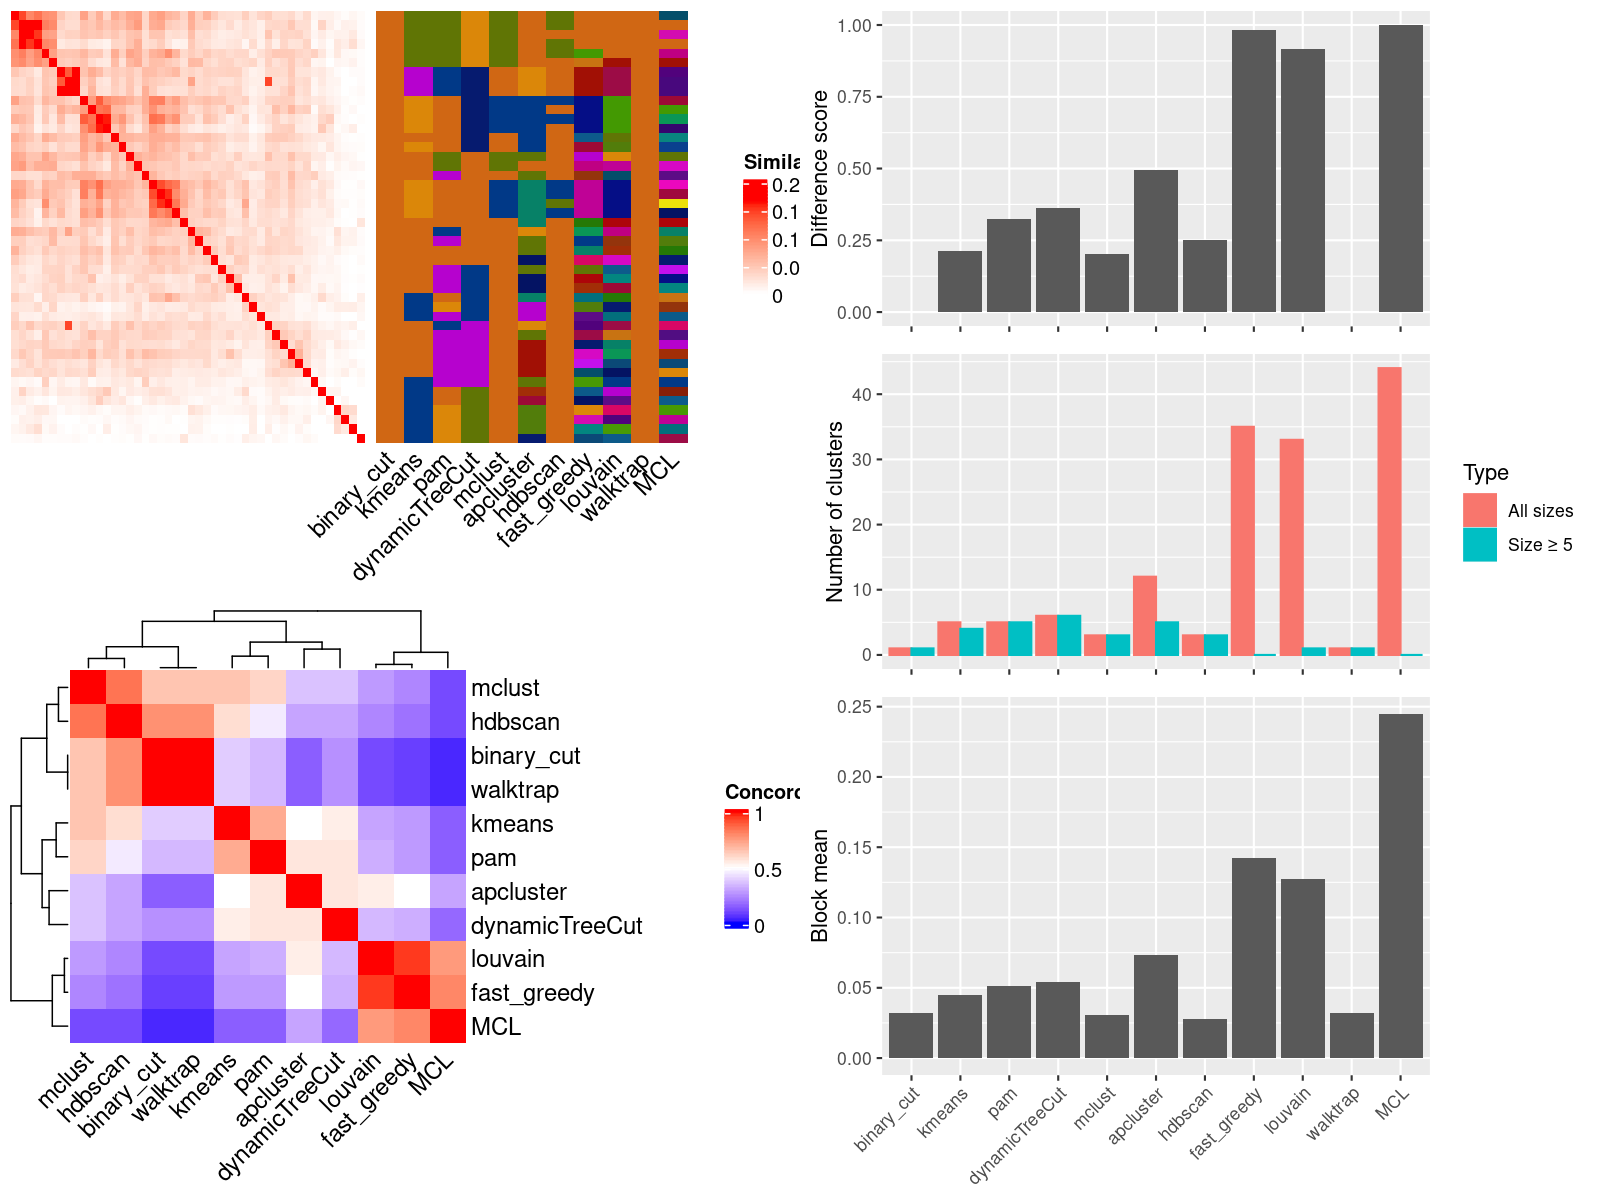 Simila
0.2
0.1
0.1
0.0
0
binary_cut
kmeans
pam
dynamicTreeCut
mclust
apcluster
hdbscan
fast_greedy
louvain
walktrap
MCL
mclust
hdbscan
binary_cut
walktrap
kmeans
pam
apcluster
dynamicTreeCut
louvain
fast_greedy
MCL
Concord
1
0.5
0
mclust
hdbscan
binary_cut
walktrap
kmeans
pam
apcluster
dynamicTreeCut
louvain
fast_greedy
MCL
Difference score
1.00
0.75
0.50
0.25
0.00
Number of clusters
40
30
20
10
0
Type
All sizes
Size ≥ 5
Block mean
0.25
0.20
0.15
0.10
0.05
0.00
binary_cut
kmeans
pam
dynamicTreeCut
mclust
apcluster
hdbscan
fast_greedy
louvain
walktrap
MCL